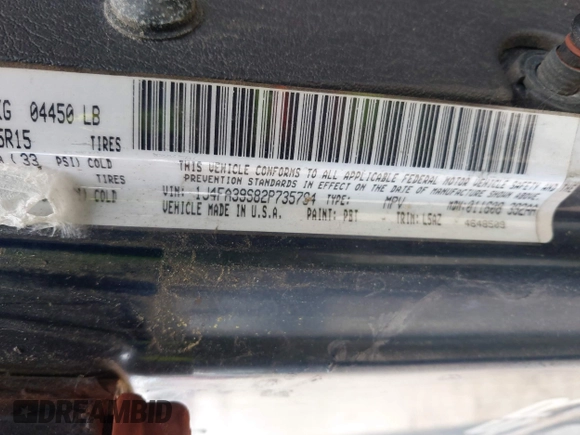 KG 04450 LB
5R15 TIRES
A ( 33 PSI) COLD
TIRES
) COLD
THIS VEHICLE CONFORMS TO ALL APPLICABLE FEDERAL MOTOR VEHICLE SAFETY AND THE
PREVENTION STANDARDS IN EFFECT ON THE DATE OF MANUFACTURE SHOWN ABOVE.
VIN: 1J4FA39S82P735794 TYPE: MPV
VEHICLE MADE IN U.S.A. PAINT: PBT TRIM: L5AZ
DREAMBID